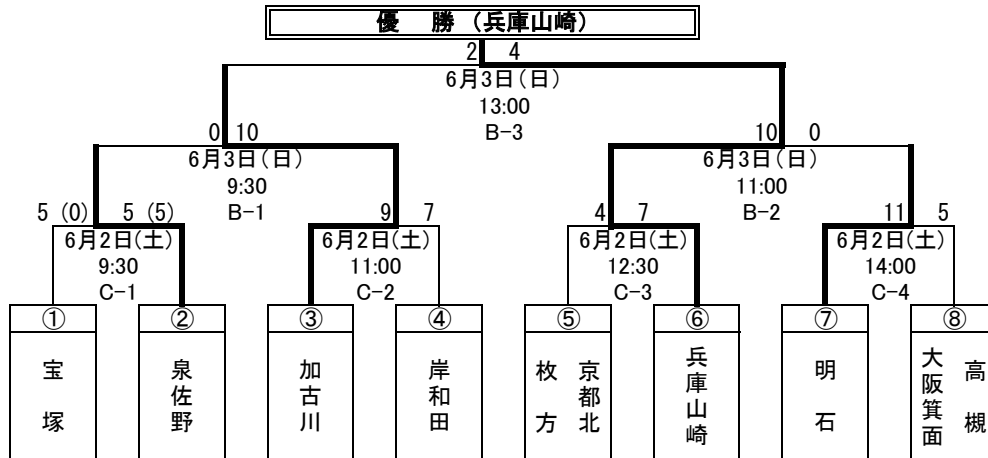 優　勝（兵庫山崎）
2 4
6月3日（日）
13:00
B-3
0 10 10 0
6月3日（日） 6月3日（日）
9:30 11:00
B-1 B-2
5 (0) 5 (5) 9 7 4 7 11 5
6月2日(土) 6月2日(土) 6月2日(土) 6月2日(土)
9:30 11:00 12:30 14:00
C-1 C-2 C-3 C-4
① ② ③ ④ ⑤ ⑥ ⑦ ⑧
宝塚
泉佐野
加古川
岸和田
枚方
京都北
兵庫山崎
明石
大阪箕面
高槻